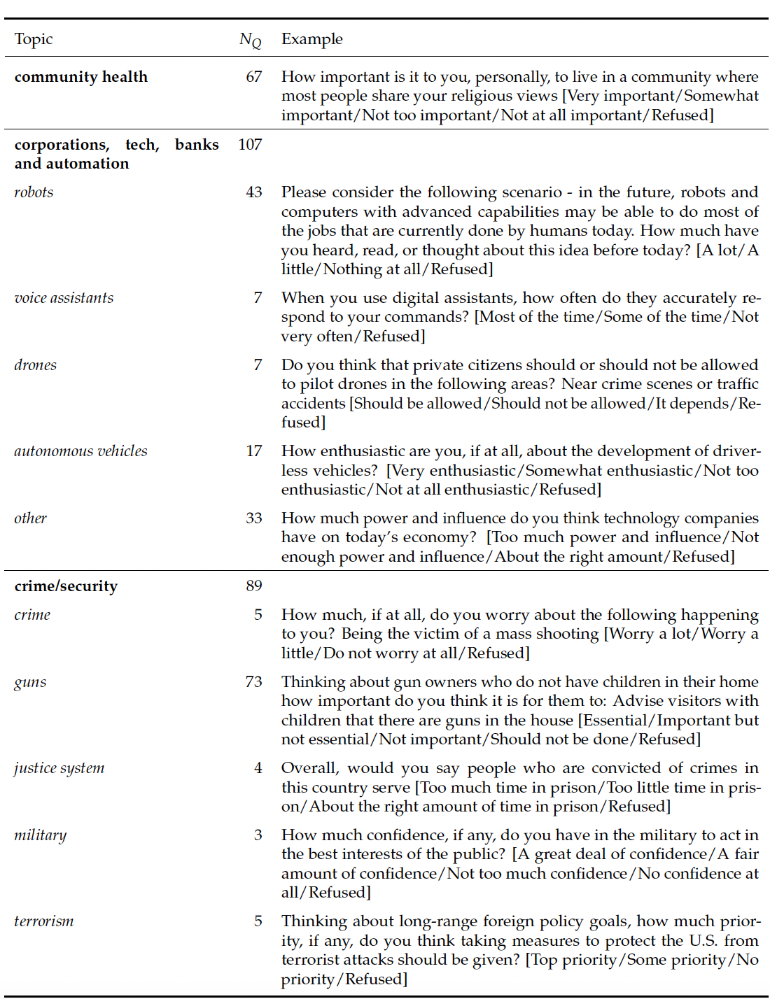 Topic N_Q Example
community health 67 How important is it to you, personally, to live in a community where
most people share your religious views [Very important/Somewhat
important/Not too important/Not at all important/Refused]
corporations, tech, banks 107
and automation
robots 43 Please consider the following scenario - in the future, robots and
computers with advanced capabilities may be able to do most of
the jobs that are currently done by humans today. How much have
you heard, read, or thought about this idea before today? [A lot/A
little/Nothing at all/Refused]
voice assistants 7 When you use digital assistants, how often do they accurately re-
spond to your commands? [Most of the time/Some of the time/Not
very often/Refused]
drones 7 Do you think that private citizens should or should not be allowed
to pilot drones in the following areas? Near crime scenes or traffic
accidents [Should be allowed/Should not be allowed/It depends/Re-
fused]
autonomous vehicles 17 How enthusiastic are you, if at all, about the development of driver-
less vehicles? [Very enthusiastic/Somewhat enthusiastic/Not too
enthusiastic/Not at all enthusiastic/Refused]
other 33 How much power and influence do you think technology companies
have on today's economy? [Too much power and influence/Not
enough power and influence/About the right amount/Refused]
crime/security 89
crime 5 How much, if at all, do you worry about the following happening
to you? Being the victim of a mass shooting [Worry a lot/Worry a
little/Do not worry at all/Refused]
guns 73 Thinking about gun owners who do not have children in their home
how important do you think it is for them to: Advise visitors with
children that there are guns in the house [Essential/Important but
not essential/Not important/Should not be done/Refused]
justice system 4 Overall, would you say people who are convicted of crimes in
this country serve [Too much time in prison/Too little time in pris-
on/About the right amount of time in prison/Refused]
military 3 How much confidence, if any, do you have in the military to act in
the best interests of the public? [A great deal of confidence/A fair
amount of confidence/Not too much confidence/No confidence at
all/Refused]
terrorism 5 Thinking about long-range foreign policy goals, how much prior-
ity, if any, do you think taking measures to protect the U.S. from
terrorist attacks should be given? [Top priority/Some priority/No
priority/Refused]